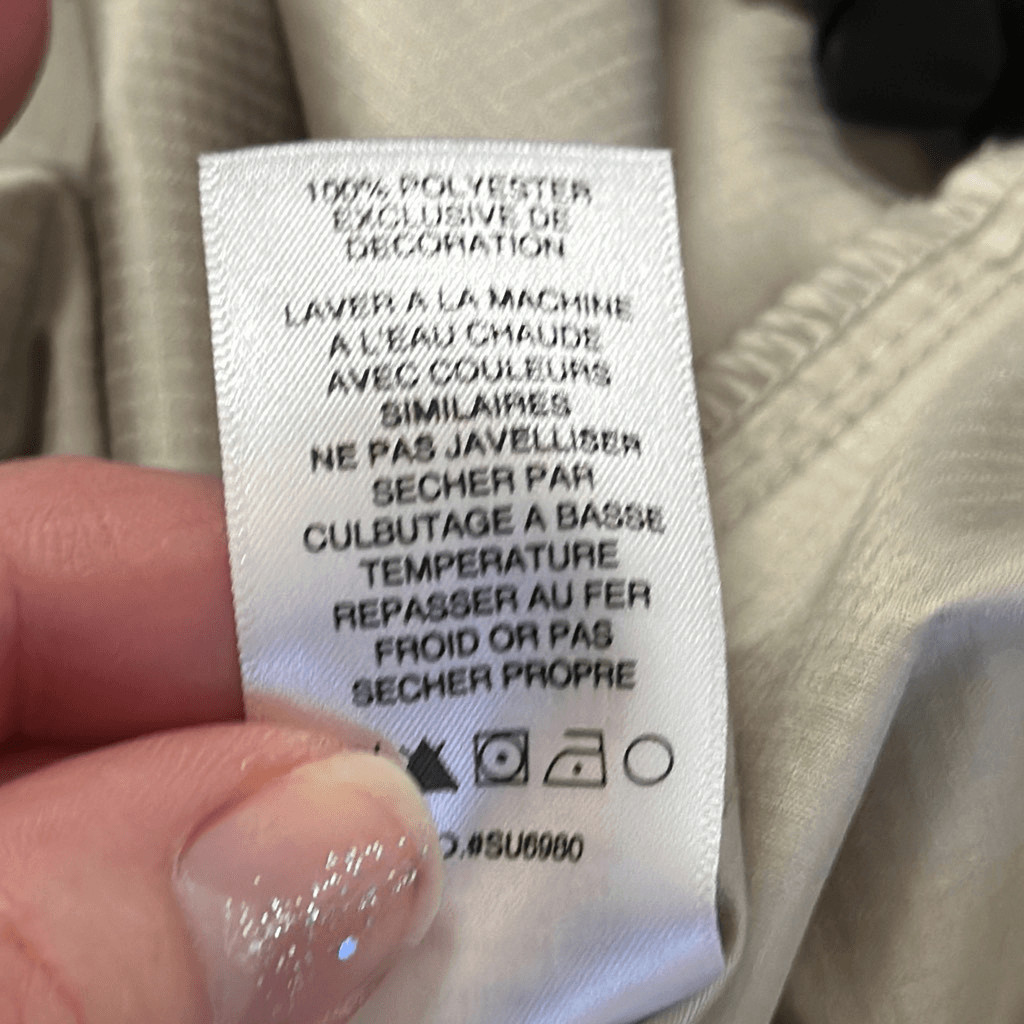 100% POLYESTER
EXCLUSIVE DE
DECORATION
LAVER A LA MACHINE
A L'EAU CHAUDE
AVEC COULEURS
SIMILAIRES
NE PAS JAVELLISER
SECHER PAR
CULBUTAGE A BASSE
TEMPERATURE
REPASSER AU FER
FROID OR PAS
SECHER PROPRE
O.#SU6980